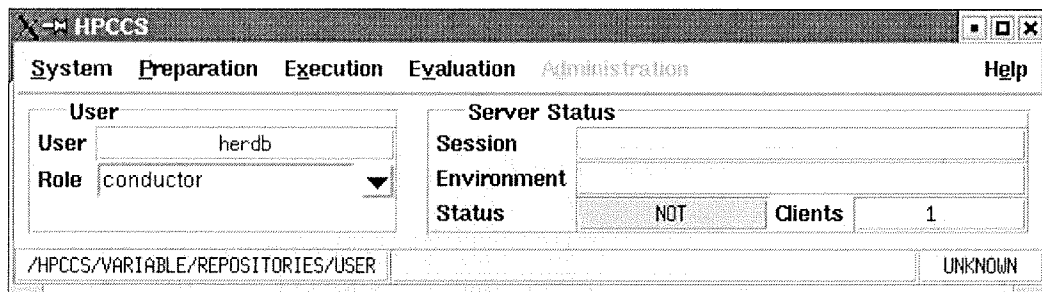 HPCCS
System Preparation Execution Evaluation Administration Help
User
User herdb
Role conductor
Server Status
Session
Environment
Status NOT Clients 1
/HPCCS/VARIABLE/REPOSITORIES/USER UNKNOWN